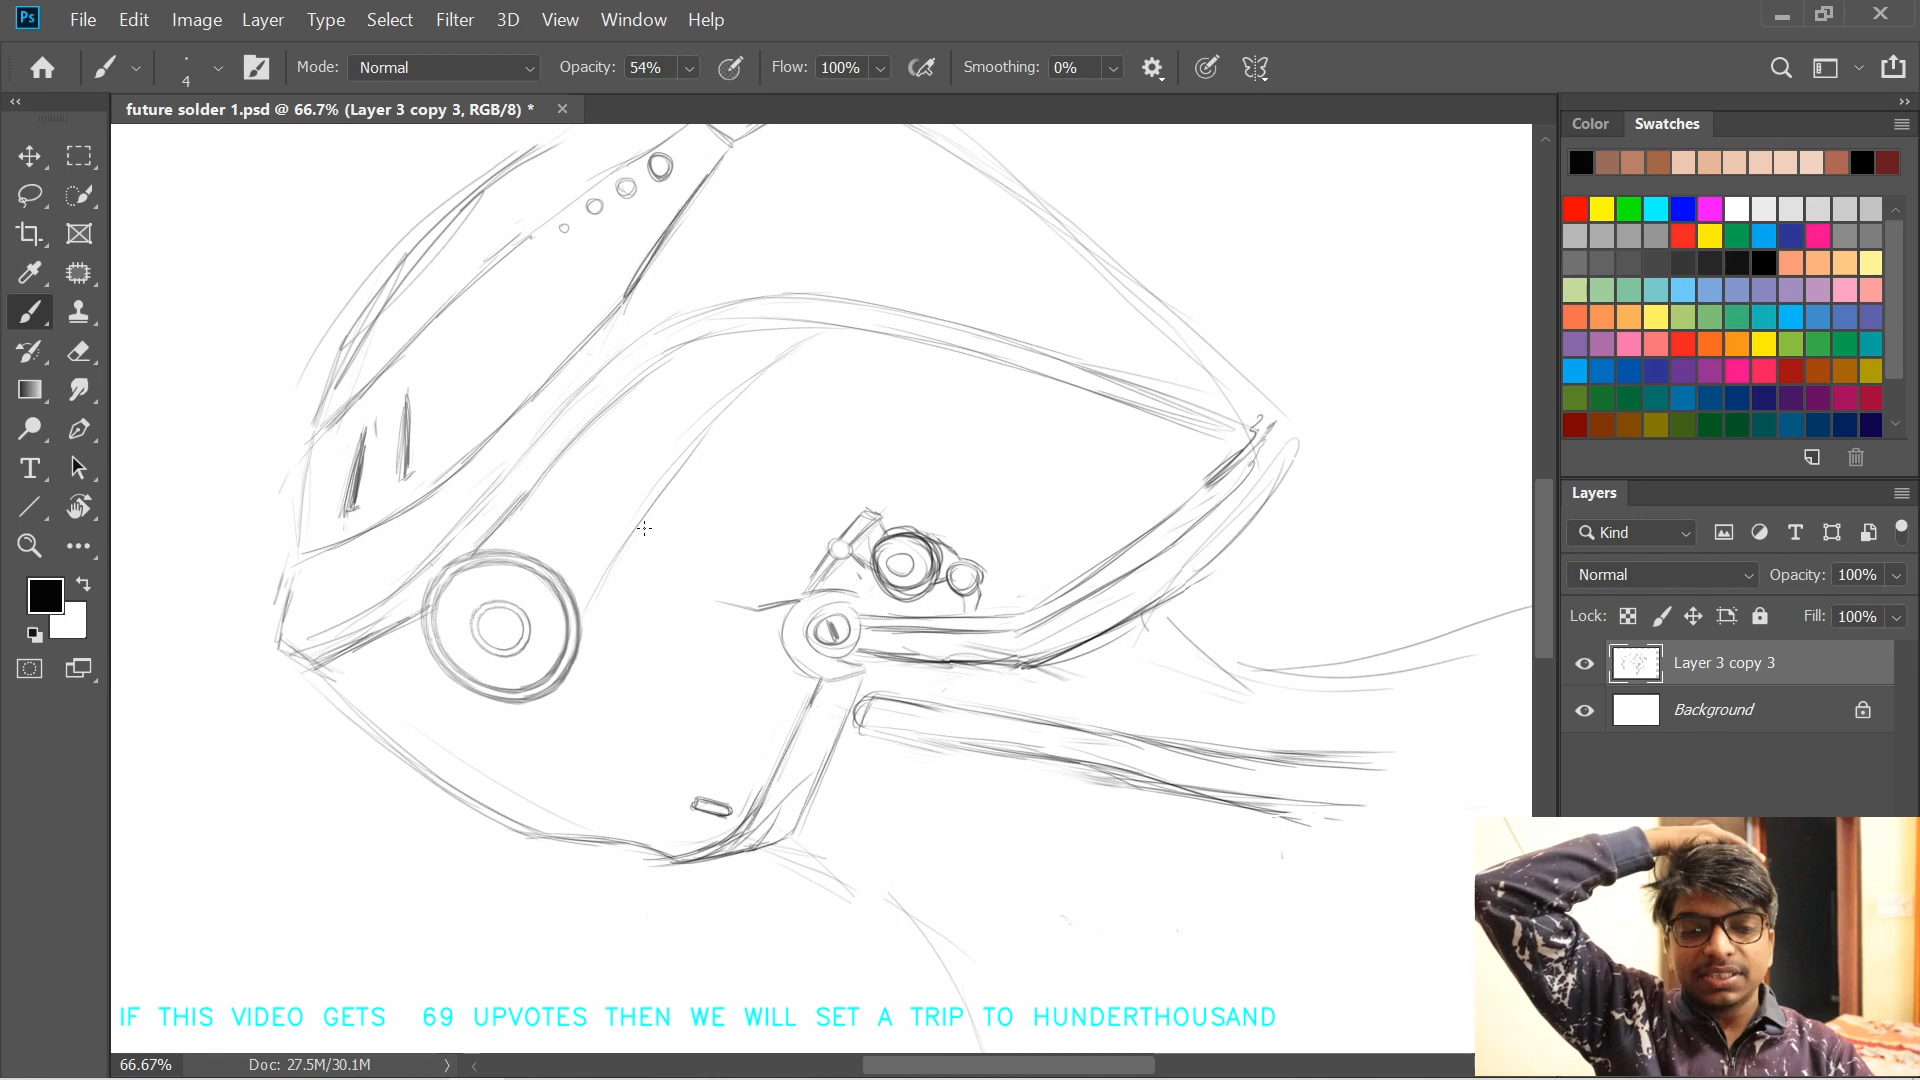 Ps File Edit Image Layer Type Select Filter 3D View Window Help
4 Mode: Normal Opacity: 54% Flow: 100% Smoothing: 0%
future solder 1.psd @ 66.7% (Layer 3 copy 3, RGB/8) *
Color Swatches
Layers
Kind
Normal Opacity: 100%
Lock: Fill: 100%
Layer 3 copy 3
Background
IF THIS VIDEO GETS 69 UPVOTES THEN WE WILL SET A TRIP TO HUNDERTHOUSAND
66.67% Doc: 27.5M/30.1M